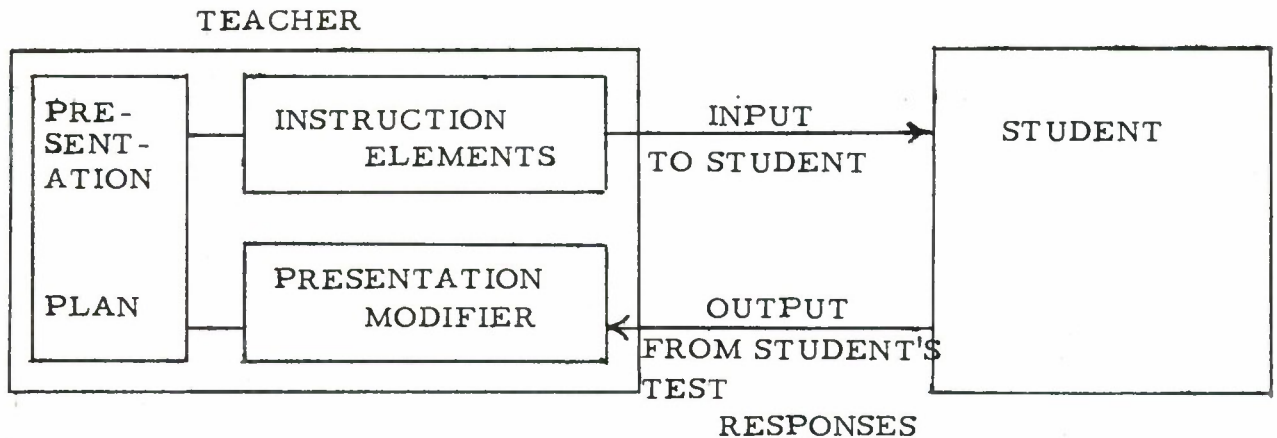 TEACHER
PRE-
SENT-
ATION
PLAN
INSTRUCTION
ELEMENTS
PRESENTATION
MODIFIER
INPUT
TO STUDENT
OUTPUT
FROM STUDENT'S
TEST
RESPONSES
STUDENT